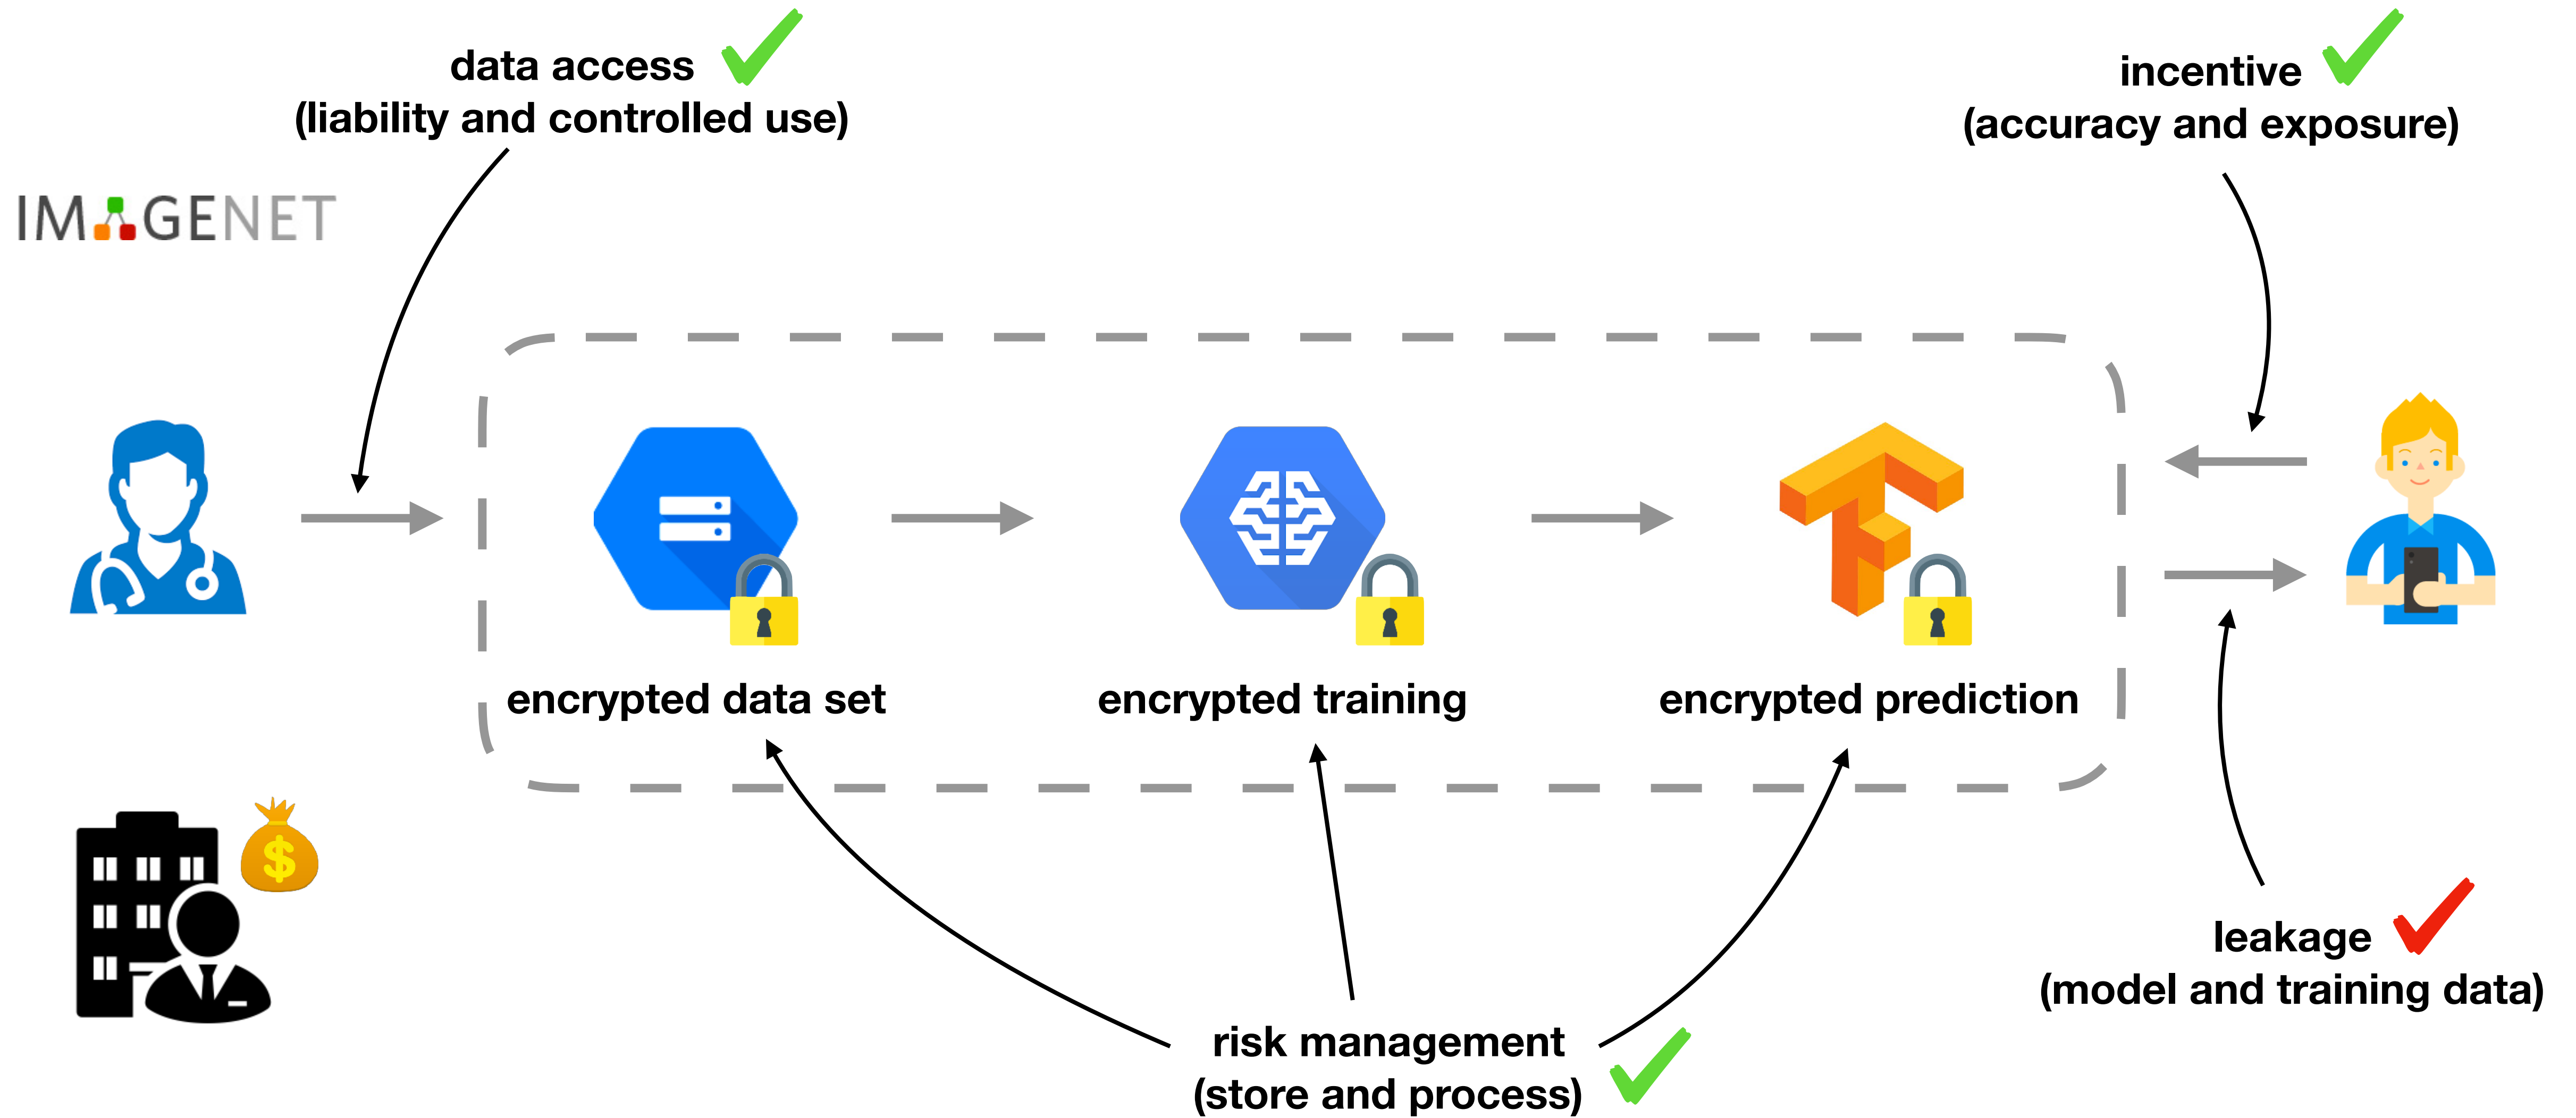 data access
(liability and controlled use)
incentive
(accuracy and exposure)
IMAGENET
encrypted data set
encrypted training
encrypted prediction
$
leakage
(model and training data)
risk management
(store and process)